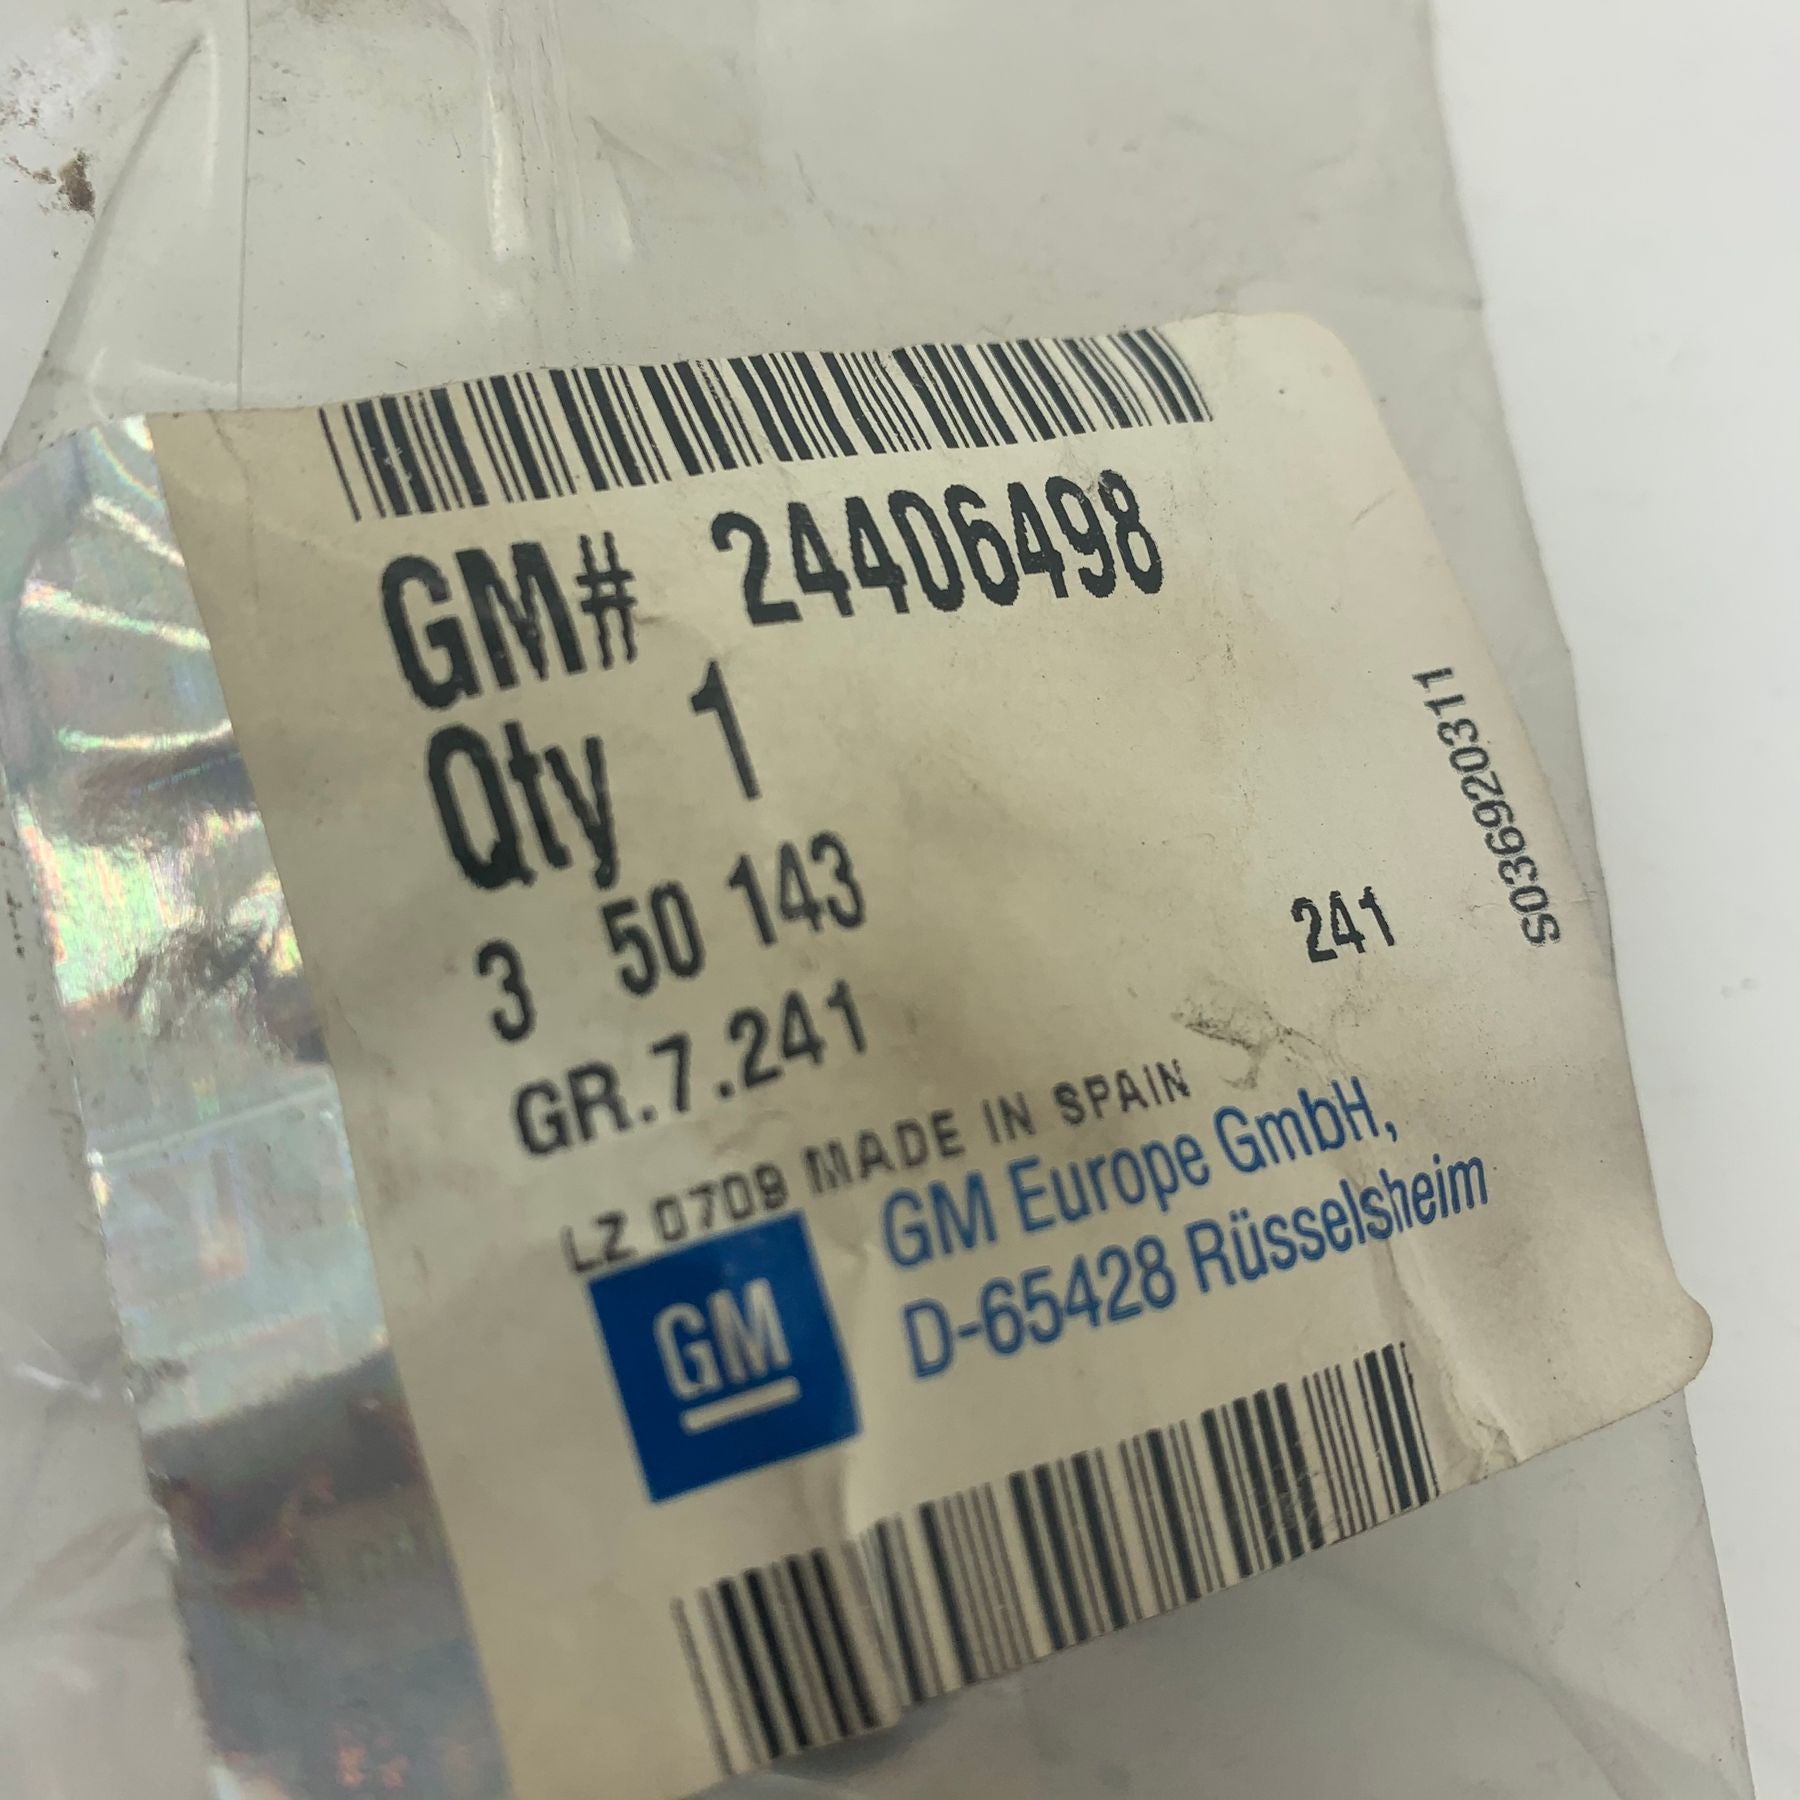 GM# 24406498
Qty 1
3 50 143
241
GR.7.241
LZ 0709 MADE IN SPAIN
GM
GM Europe GmbH,
D-65428 Rüsselsheim
S0369920311